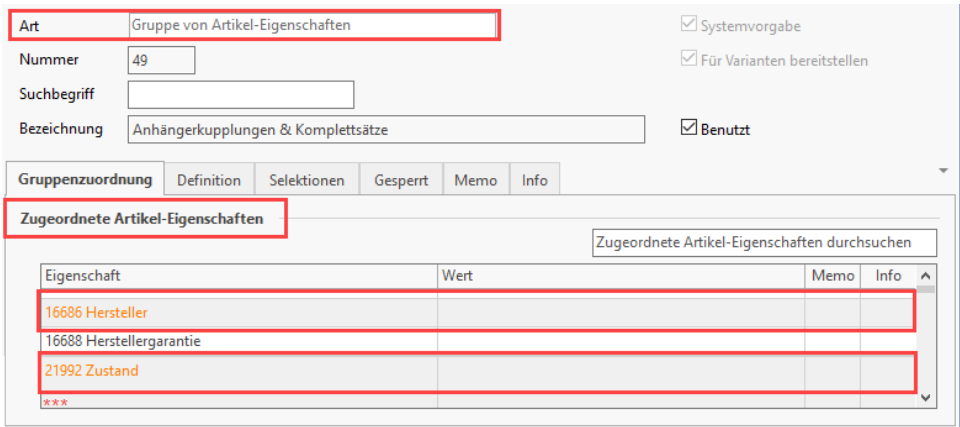 Art Gruppe von Artikel-Eigenschaften Systemvorgabe
Nummer 49 Für Varianten bereitstellen
Suchbegriff
Bezeichnung Anhängerkupplungen & Komplettsätze Benutzt
Gruppenzuordnung Definition Selektionen Gesperrt Memo Info
Zugeordnete Artikel-Eigenschaften
Zugeordnete Artikel-Eigenschaften durchsuchen
Eigenschaft Wert Memo Info
16686 Hersteller
16688 Herstellergarantie
21992 Zustand
***